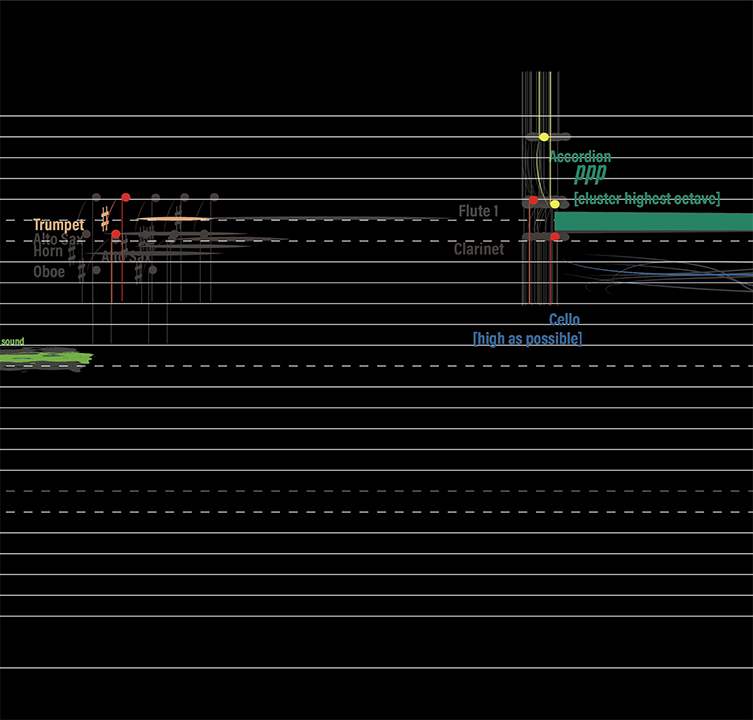 Accordion
ppp
[cluster highest octave]
Flute 1
Trumpet
Alto Sax
Horn
Alto Sax
Clarinet
Oboe
Cello
[high as possible]
sound